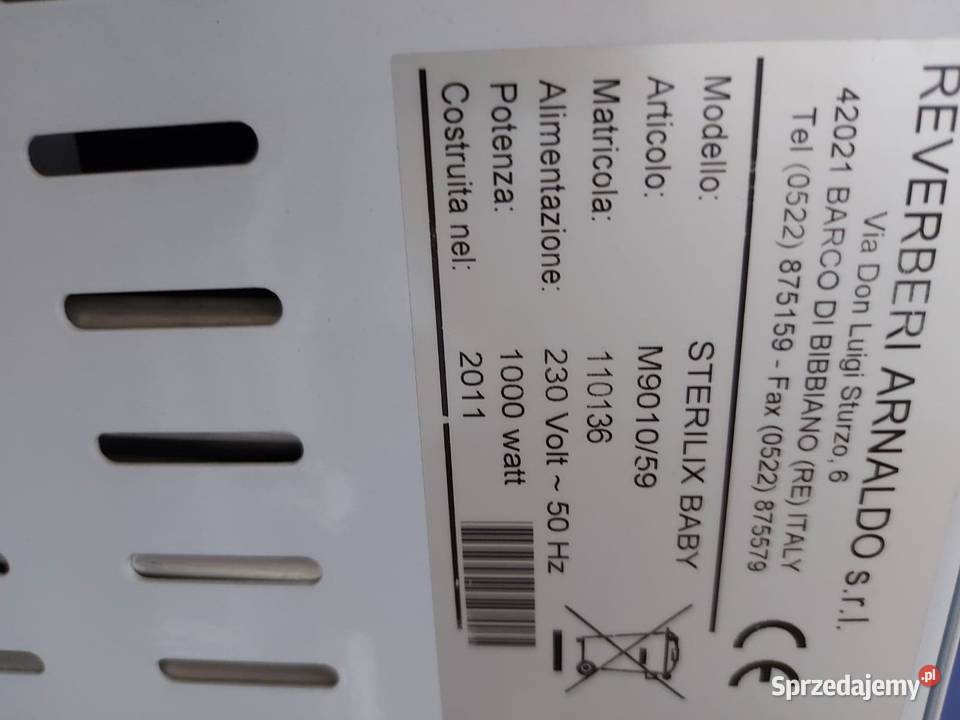 REVERBERI ARNALDO s.r.l.
Via Don Luigi Sturzo, 6
42021 BARCO DI BIBBIANO (RE) ITALY
Tel (0522) 875159 - Fax (0522) 875579
CE
Modello: STERILIX BABY
Articolo: M9010/59
Matricola: 110136
Alimentazione: 230 Volt ~ 50 Hz
Potenza: 1000 watt
Costruita nel: 2011
Sprzedajemy.pl